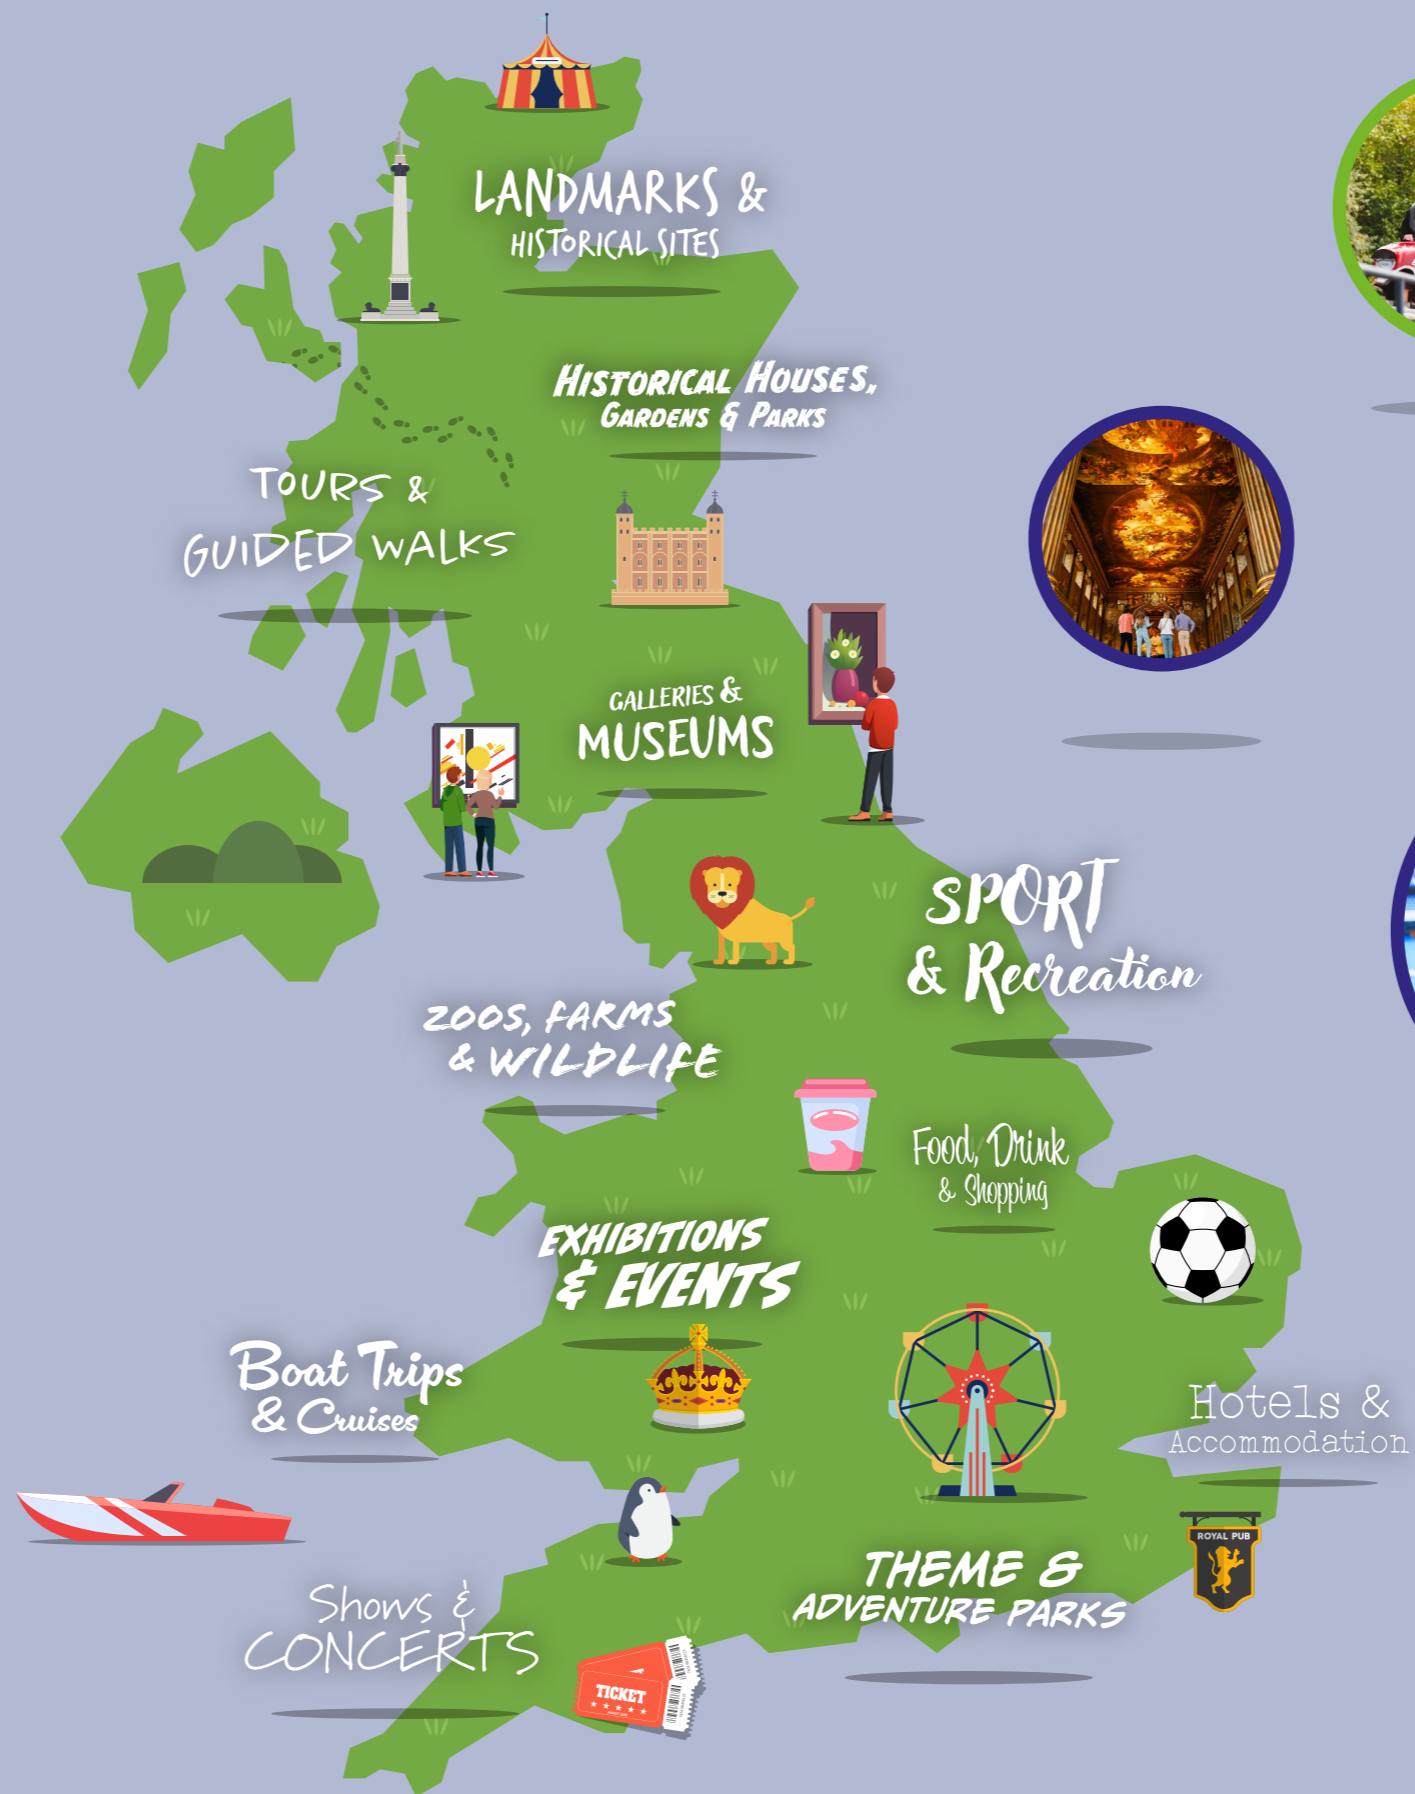 LANDMARKS &
HISTORICAL SITES
HISTORICAL HOUSES,
GARDENS & PARKS
TOURS &
GUIDED WALKS
GALLERIES &
MUSEUMS
SPORT
& Recreation
ZOOS, FARMS
& WILDLIFE
Food, Drink
& Shopping
EXHIBITIONS
& EVENTS
Boat Trips
& Cruises
Hotels &
Accommodation
ROYAL PUB
THEME &
ADVENTURE PARKS
Shows &
CONCERTS
TICKET